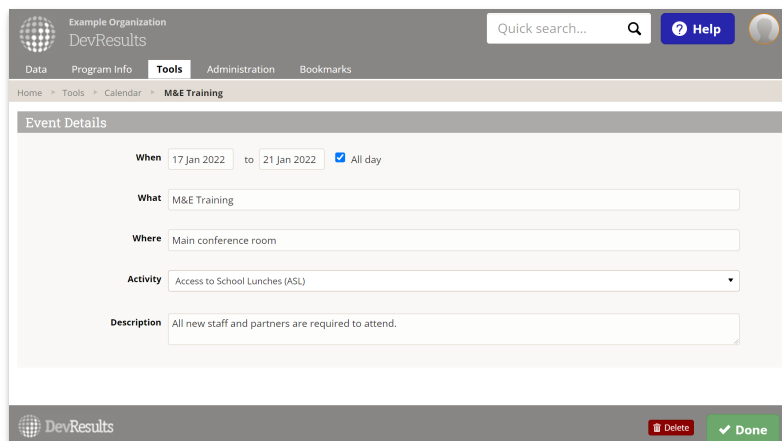 Example Organization
DevResults
Quick search...
? Help
Data Program Info Tools Administration Bookmarks
Home Tools Calendar M&E Training
Event Details
When 17 Jan 2022 to 21 Jan 2022 All day
What M&E Training
Where Main conference room
Activity Access to School Lunches (ASL)
Description All new staff and partners are required to attend.
DevResults
Delete
Done